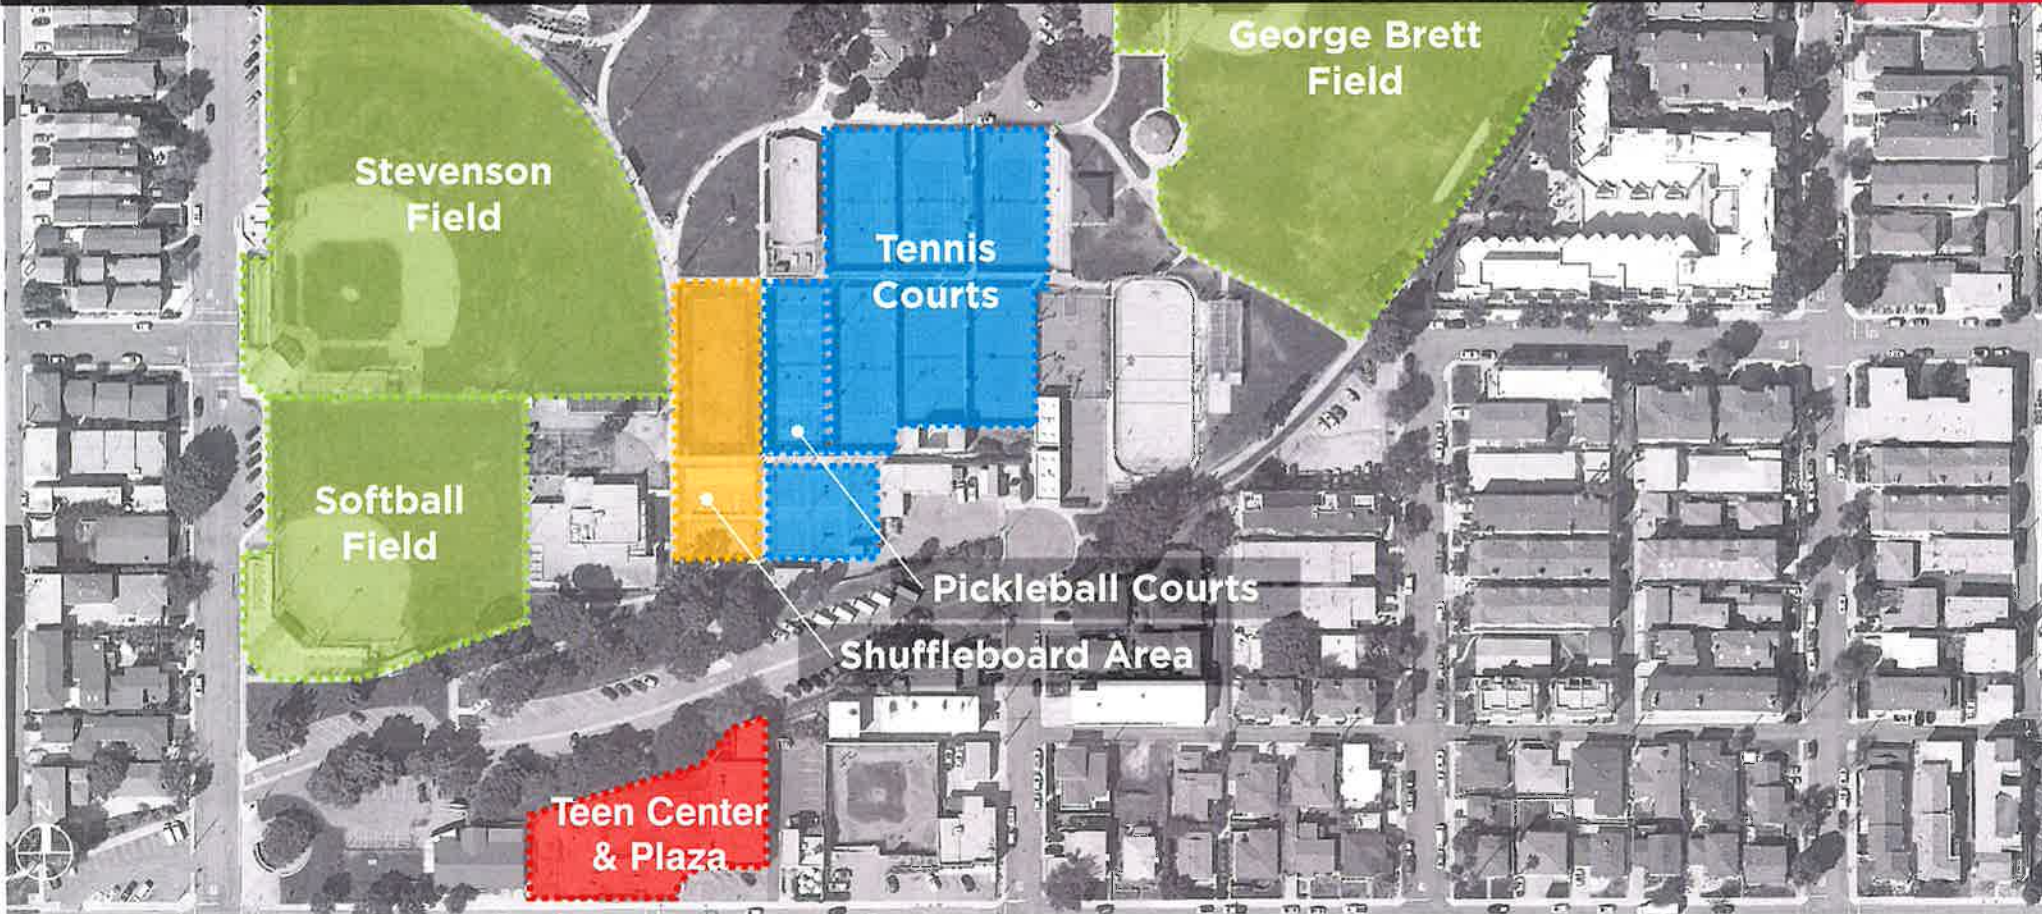 George Brett
Field
Stevenson
Field
Tennis
Courts
Softball
Field
Pickleball Courts
Shuffleboard Area
Teen Center
& Plaza
N